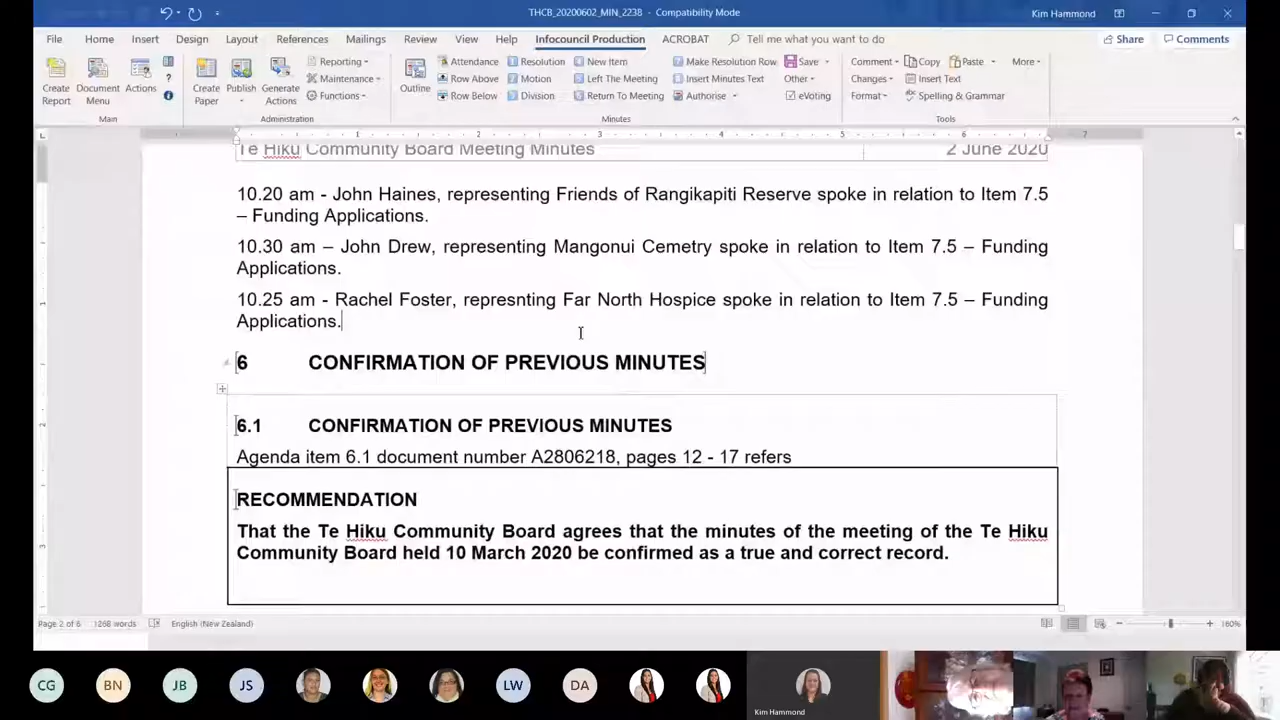 THCB_20200602_MIN_2238 - Compatibility Mode
Kim Hammond
File Home Insert Design Layout References Mailings Review View Help Infocouncil Production ACROBAT Tell me what you want to do Share Comments
Create Report
Document Menu
Actions
Main
Create Paper
Publish
Generate Actions
Reporting
Maintenance
Functions
Administration
Outline
Attendance
Row Above
Row Below
Resolution
Motion
Division
New Item
Left The Meeting
Return To Meeting
Make Resolution Row
Insert Minutes Text
Authorise
Save
Other
eVoting
Minutes
Comment
Changes
Format
Copy
Paste
Insert Text
Spelling & Grammar
More
Tools
1 2 3 4 5 6 7
Te Hiku Community Board Meeting Minutes 2 June 2020
10.20 am - John Haines, representing Friends of Rangikapiti Reserve spoke in relation to Item 7.5
– Funding Applications.
10.30 am – John Drew, representing Mangonui Cemetry spoke in relation to Item 7.5 – Funding
Applications.
10.25 am - Rachel Foster, represnting Far North Hospice spoke in relation to Item 7.5 – Funding
Applications.
6 CONFIRMATION OF PREVIOUS MINUTES
6.1 CONFIRMATION OF PREVIOUS MINUTES
Agenda item 6.1 document number A2806218, pages 12 - 17 refers
RECOMMENDATION
That the Te Hiku Community Board agrees that the minutes of the meeting of the Te Hiku
Community Board held 10 March 2020 be confirmed as a true and correct record.
Page 2 of 6 1268 words English (New Zealand) 160%
CG BN JB JS LW DA
Kim Hammond